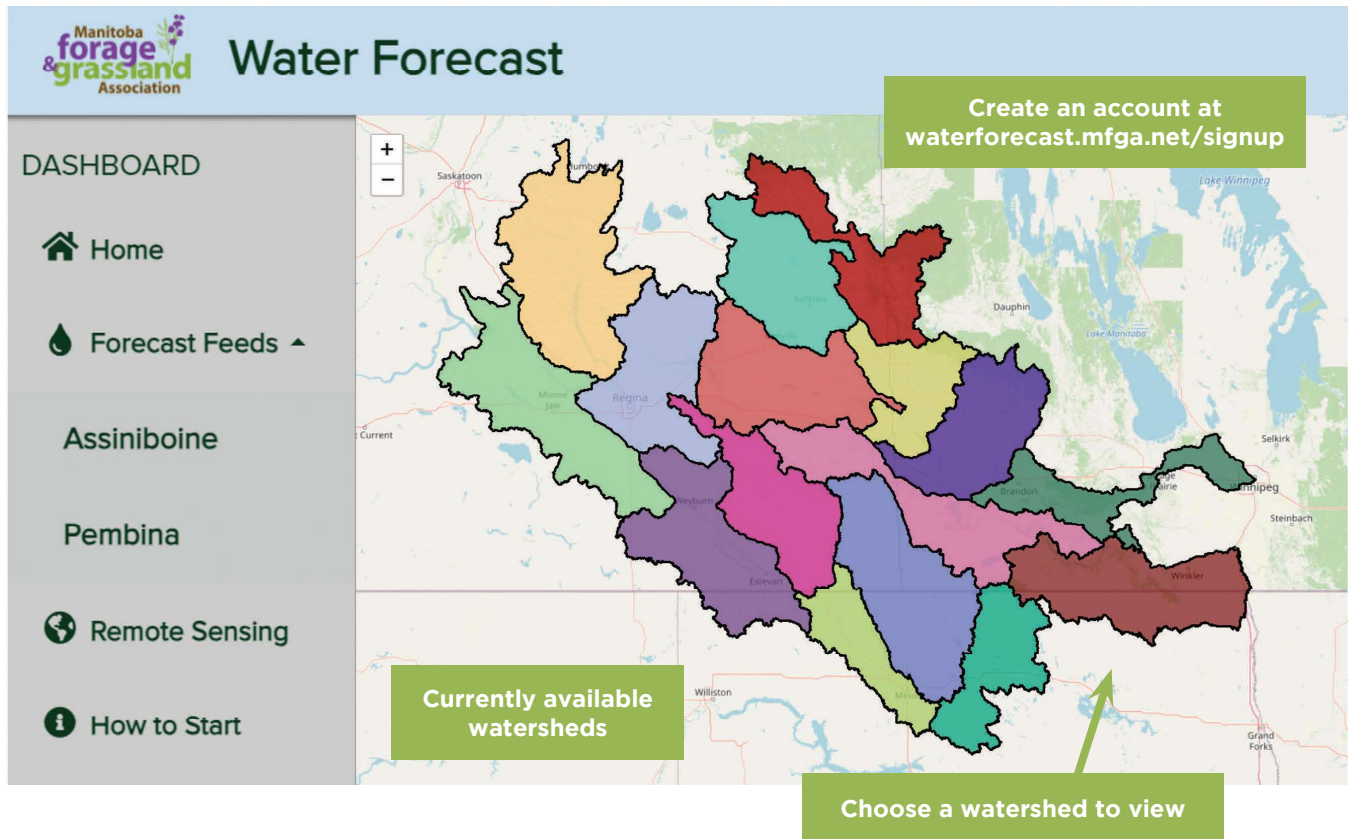 Manitoba
forage
&grassland
Association
Water Forecast
Create an account at
waterforecast.mfga.net/signup
DASHBOARD
Home
Forecast Feeds
Assiniboine
Pembina
Remote Sensing
How to Start
+
−
Saskatoon
Lake Winnipeg
Dauphin
Lake Manitoba
Yorkton
Moose
Jaw
Regina
Current
Selkirk
Brandon
Prairie
Winnipeg
Steinbach
Weyburn
Estevan
Winkler
Williston
Grand
Forks
Currently available
watersheds
Choose a watershed to view